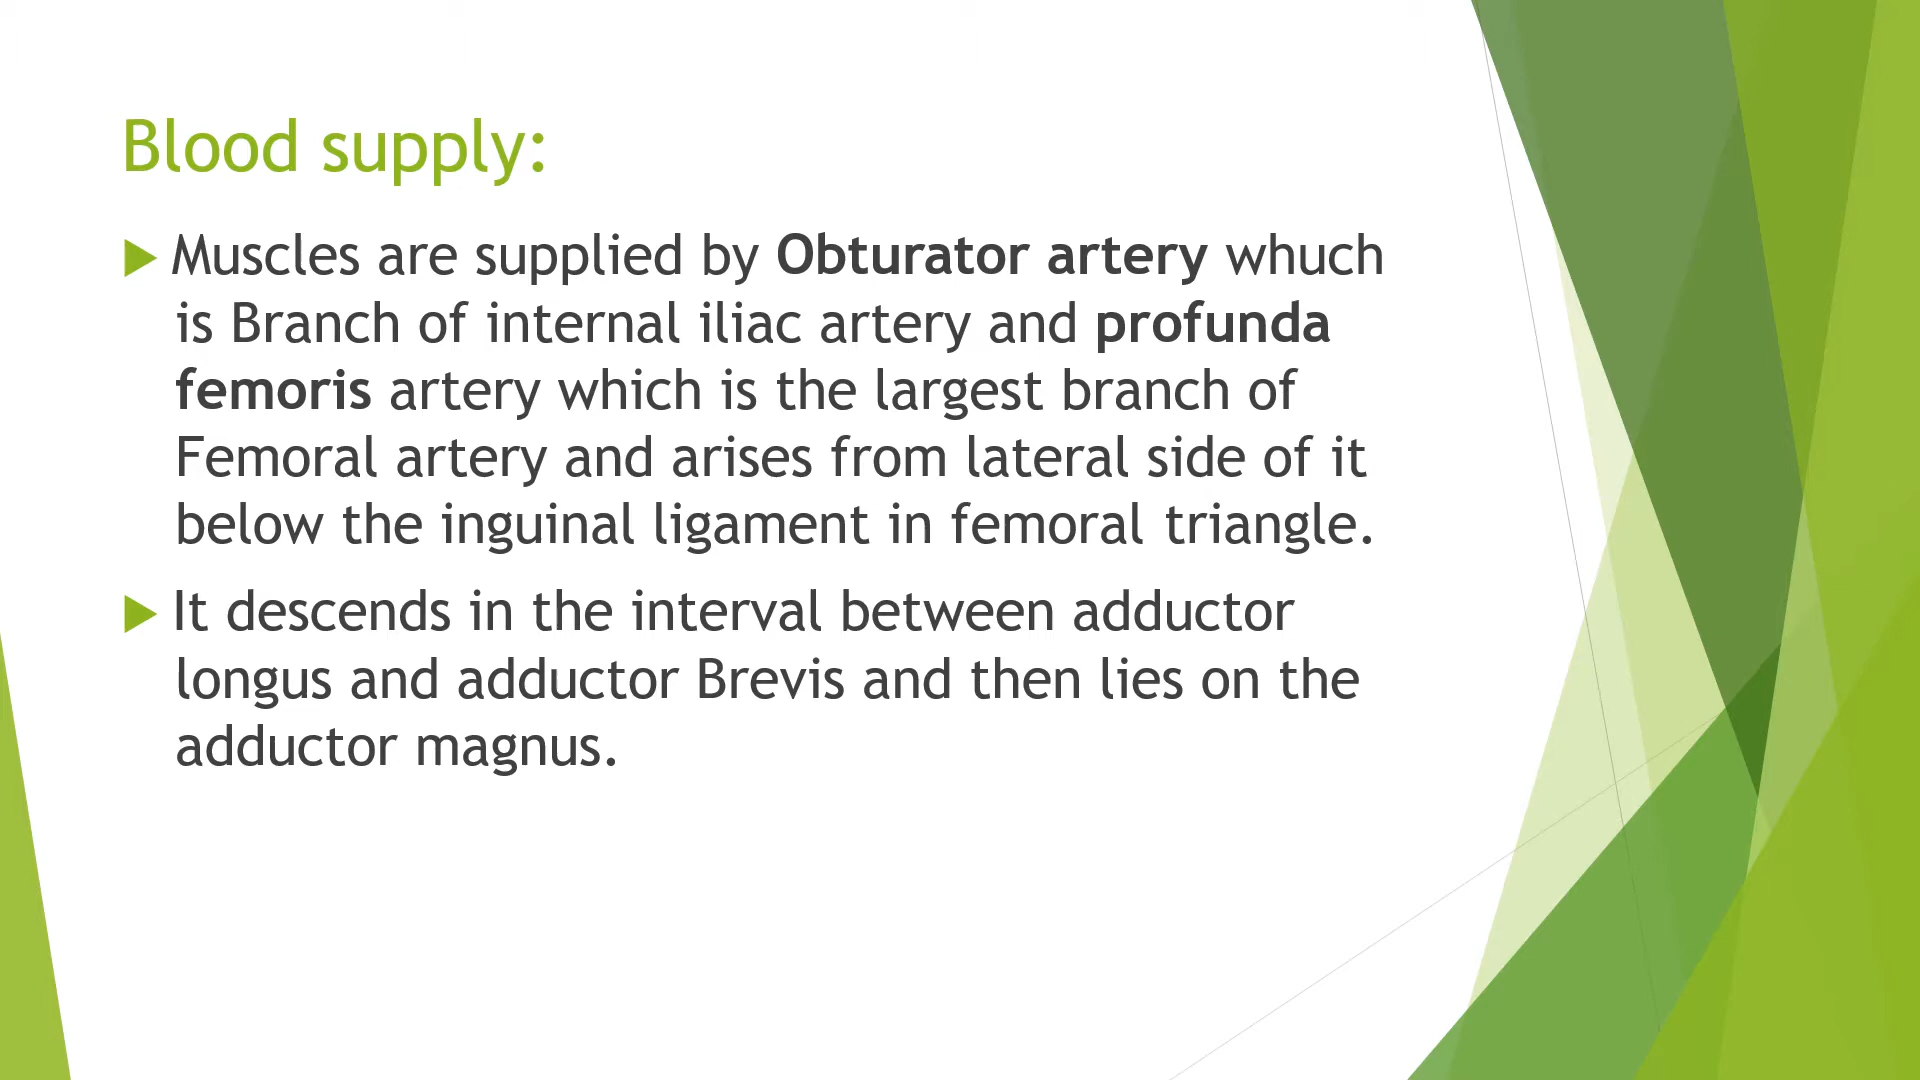 Blood supply:
Muscles are supplied by Obturator artery whuch
is Branch of internal iliac artery and profunda
femoris artery which is the largest branch of
Femoral artery and arises from lateral side of it
below the inguinal ligament in femoral triangle.
It descends in the interval between adductor
longus and adductor Brevis and then lies on the
adductor magnus.